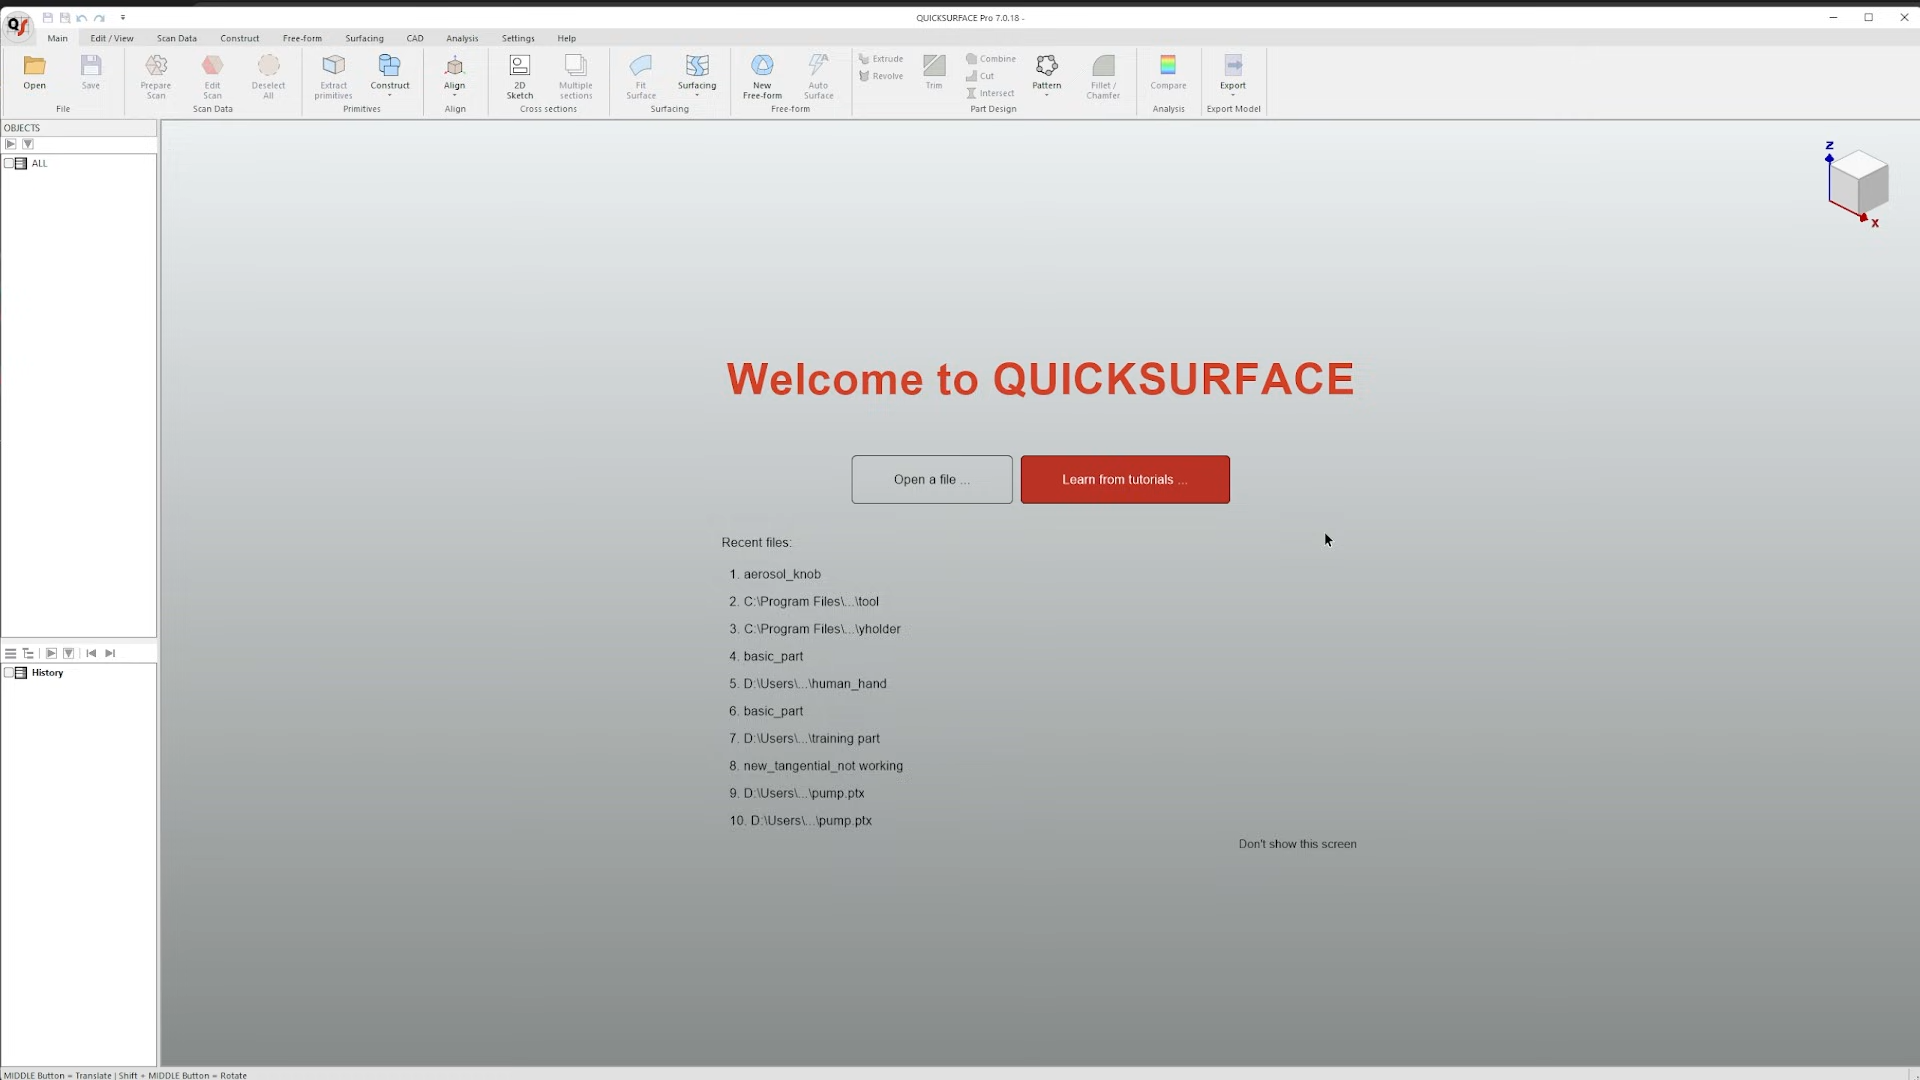 QUICKSURFACE Pro 7.0.18 -
QS
Main Edit / View Scan Data Construct Free-form Surfacing CAD Analysis Settings Help
Open
Save
File
Prepare Scan
Edit Scan
Deselect All
Scan Data
Extract primitives
Construct
Primitives
Align
Align
2D Sketch
Multiple sections
Cross sections
Fit Surface
Surfacing
Surfacing
New Free-form
Auto Surface
Free-form
Extrude
Revolve
Trim
Combine
Cut
Intersect
Pattern
Fillet / Chamfer
Part Design
Compare
Analysis
Export
Export Model
OBJECTS
ALL
Z
X
Welcome to QUICKSURFACE
Open a file ...
Learn from tutorials ...
Recent files:
1. aerosol_knob
2. C:\Program Files\...\tool
3. C:\Program Files\...\yholder
4. basic_part
5. D:\Users\...\human_hand
6. basic_part
7. D:\Users\...\training part
8. new_tangential_not working
9. D:\Users\...\pump.ptx
10. D:\Users\...\pump.ptx
Don't show this screen
History
MIDDLE Button = Translate | Shift + MIDDLE Button = Rotate